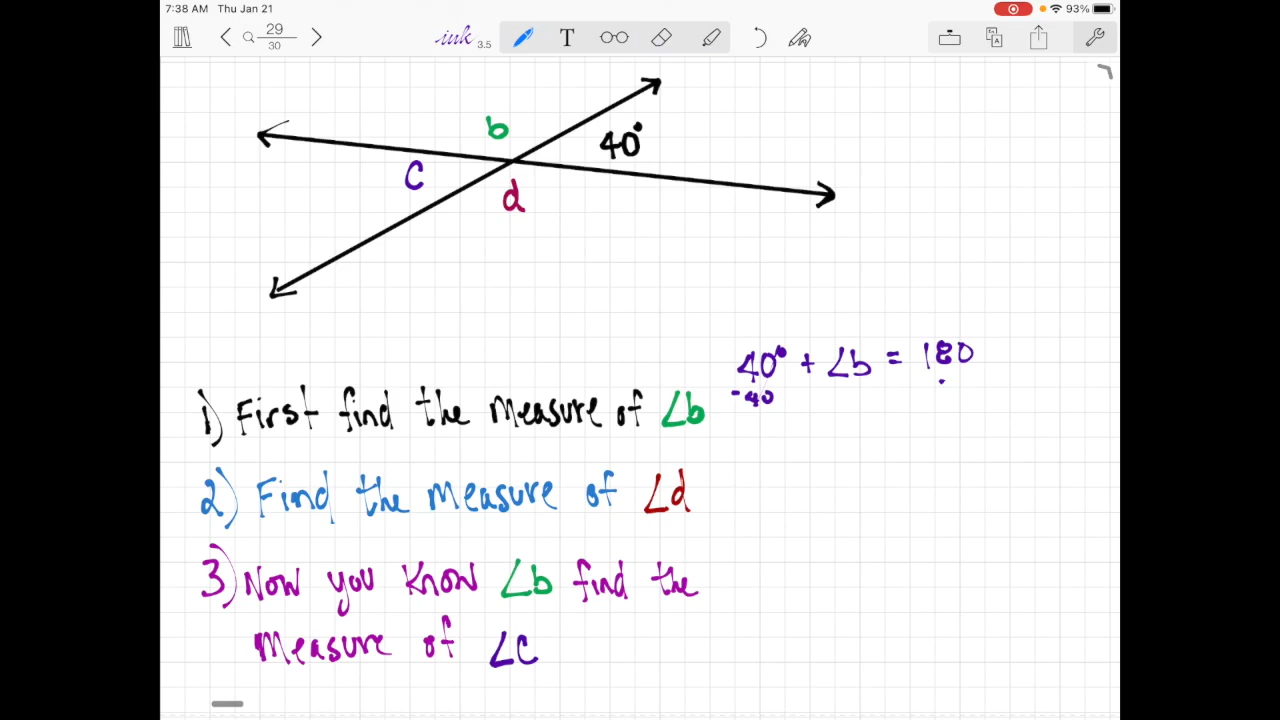 7:38 AM Thu Jan 21
93%
29
30
ink 3.5
T
b
40°
c
d
40° + ∠b = 180
-40
1) First find the measure of ∠b
2) Find the measure of ∠d
3) Now you know ∠b find the
measure of ∠C